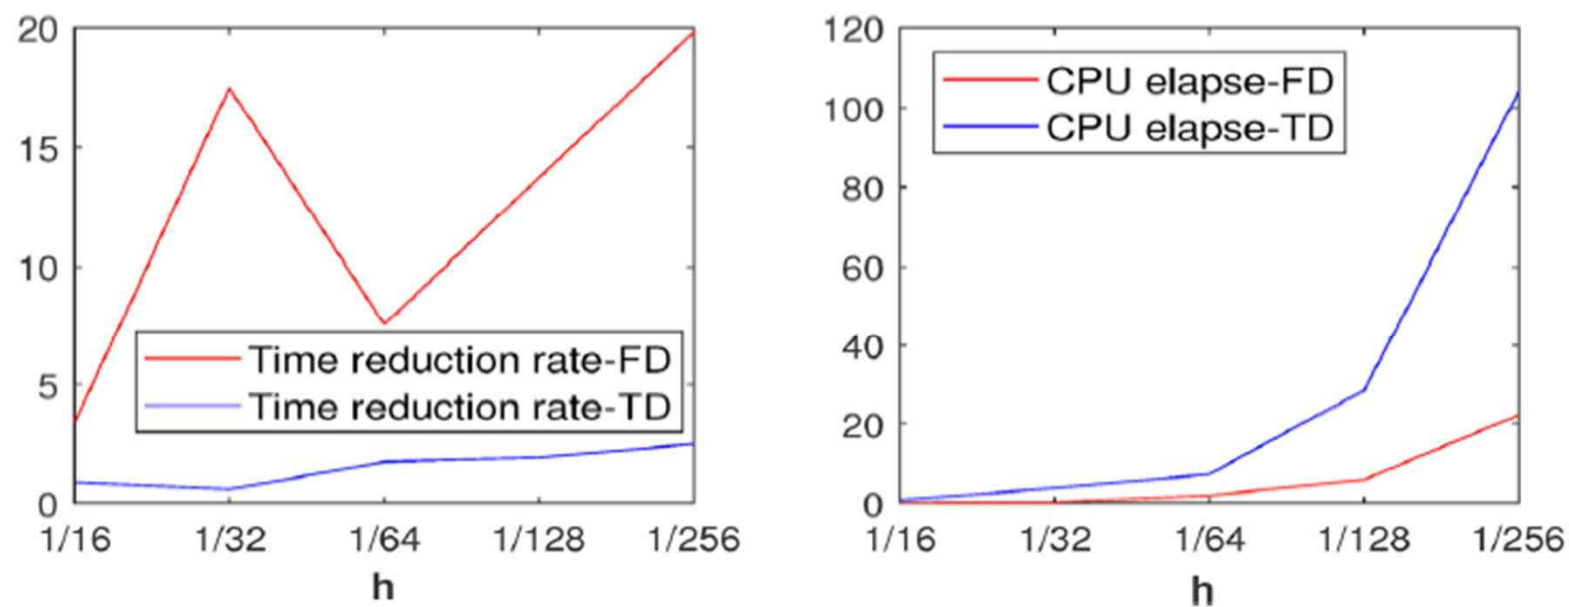 20
15
10
5
0
Time reduction rate-FD
Time reduction rate-TD
1/16 1/32 1/64 1/128 1/256
h
120
100
80
60
40
20
0
CPU elapse-FD
CPU elapse-TD
1/16 1/32 1/64 1/128 1/256
h